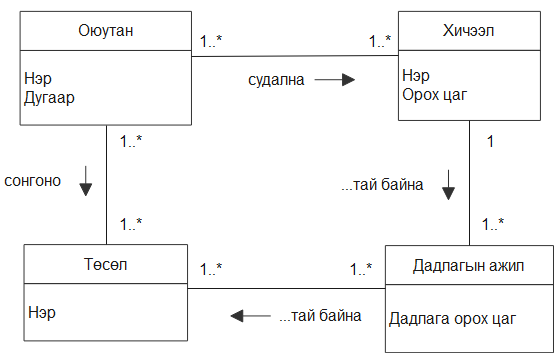 Оюутан
Нэр
Дугаар
1..*
1..*
судална
Хичээл
Нэр
Орох цаг
1..*
сонгоно
1..*
1
...тай байна
1..*
Төсөл
Нэр
1..*
1..*
...тай байна
Дадлагын ажил
Дадлага орох цаг